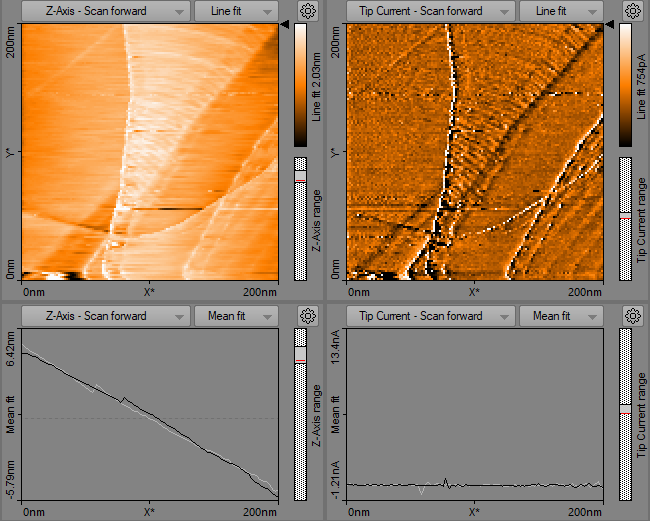 Z-Axis - Scan forward
Line fit
200nm
Y*
0nm
0nm
X*
200nm
Line fit 2.03nm
Z-Axis range
Tip Current - Scan forward
Line fit
200nm
Y*
0nm
0nm
X*
200nm
Line fit 754pA
Tip Current range
Z-Axis - Scan forward
Mean fit
6.42nm
Mean fit
-5.79nm
0nm
X*
200nm
Z-Axis range
Tip Current - Scan forward
Mean fit
13.4nA
Mean fit
-1.21nA
0nm
X*
200nm
Tip Current range